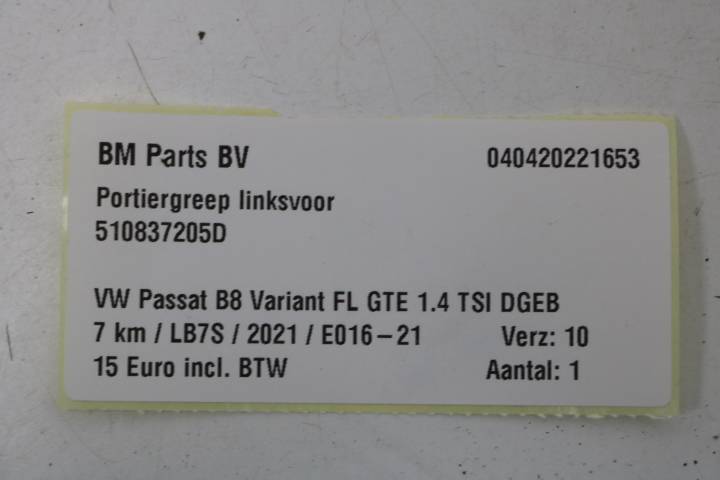 BM Parts BV 040420221653
Portiergreep linksvoor
510837205D
VW Passat B8 Variant FL GTE 1.4 TSI DGEB
7 km / LB7S / 2021 / E016-21 Verz: 10
15 Euro incl. BTW Aantal: 1